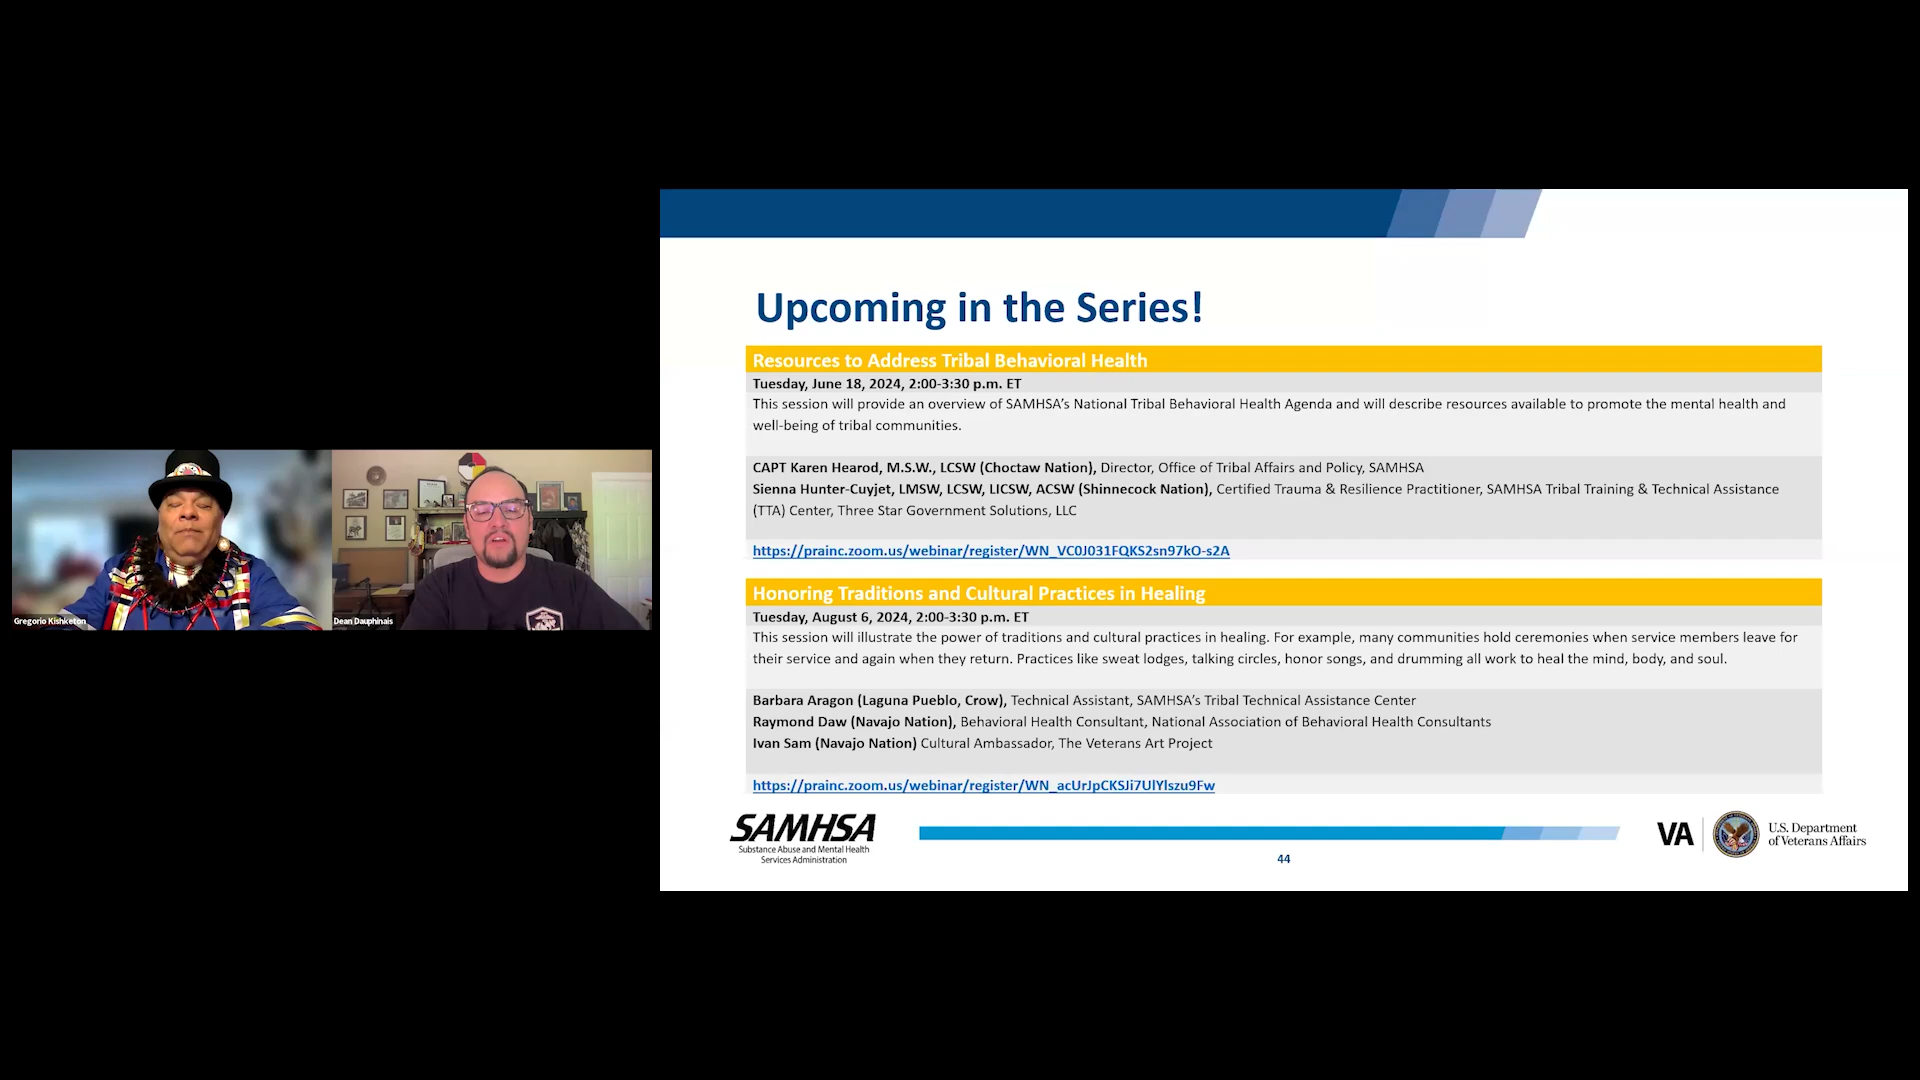 Gregorio Kishketon
Dean Dauphinais
Upcoming in the Series!
Resources to Address Tribal Behavioral Health
Tuesday, June 18, 2024, 2:00-3:30 p.m. ET
This session will provide an overview of SAMHSA's National Tribal Behavioral Health Agenda and will describe resources available to promote the mental health and
well-being of tribal communities.
CAPT Karen Hearod, M.S.W., LCSW (Choctaw Nation), Director, Office of Tribal Affairs and Policy, SAMHSA
Sienna Hunter-Cuyjet, LMSW, LCSW, LICSW, ACSW (Shinnecock Nation), Certified Trauma & Resilience Practitioner, SAMHSA Tribal Training & Technical Assistance
(TTA) Center, Three Star Government Solutions, LLC
https://prainc.zoom.us/webinar/register/WN_VC0J031FQKS2sn97kO-s2A
Honoring Traditions and Cultural Practices in Healing
Tuesday, August 6, 2024, 2:00-3:30 p.m. ET
This session will illustrate the power of traditions and cultural practices in healing. For example, many communities hold ceremonies when service members leave for
their service and again when they return. Practices like sweat lodges, talking circles, honor songs, and drumming all work to heal the mind, body, and soul.
Barbara Aragon (Laguna Pueblo, Crow), Technical Assistant, SAMHSA's Tribal Technical Assistance Center
Raymond Daw (Navajo Nation), Behavioral Health Consultant, National Association of Behavioral Health Consultants
Ivan Sam (Navajo Nation) Cultural Ambassador, The Veterans Art Project
https://prainc.zoom.us/webinar/register/WN_acUrJpCKSJi7UlYlszu9Fw
SAMHSA
Substance Abuse and Mental Health
Services Administration
44
VA
U.S. Department
of Veterans Affairs